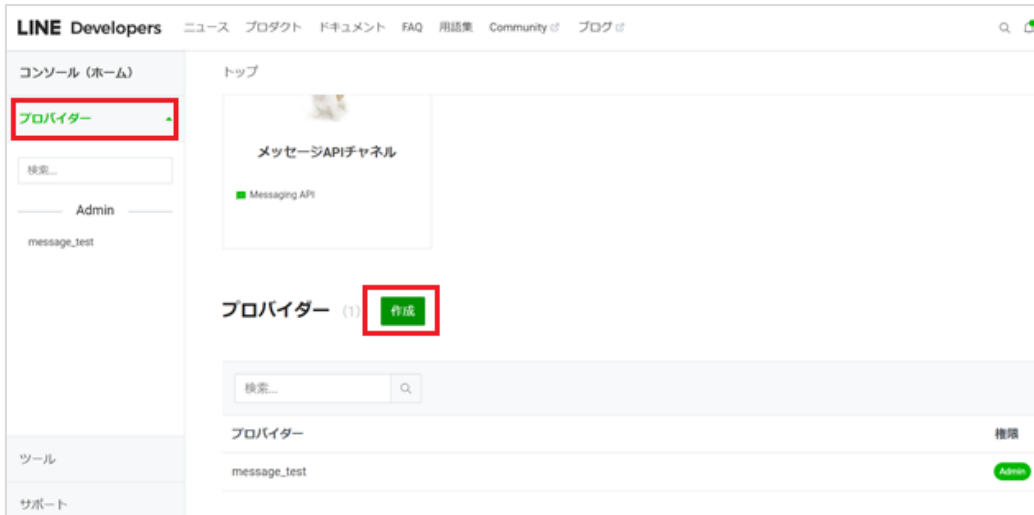 LINE Developers ニュース プロダクト ドキュメント FAQ 用語集 Community ブログ
コンソール（ホーム）
トップ
プロバイダー
検索...
Admin
message_test
メッセージAPIチャネル
Messaging API
プロバイダー (1) 作成
検索...
プロバイダー 権限
message_test Admin
ツール
サポート